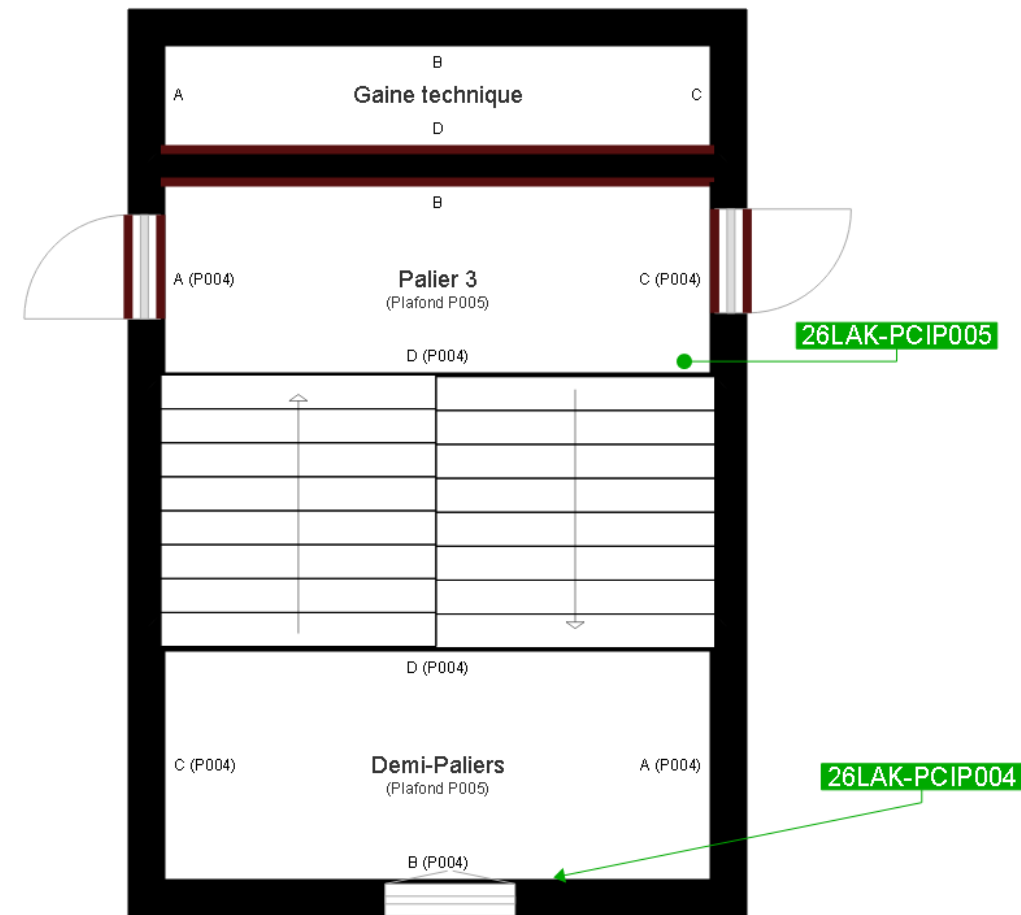 B
A
Gaine technique
C
D
B
A (P004)
Palier 3
C (P004)
(Plafond P005)
26LAK-PCIP005
D (P004)
D (P004)
C (P004)
Demi-Paliers
A (P004)
(Plafond P005)
26LAK-PCIP004
B (P004)